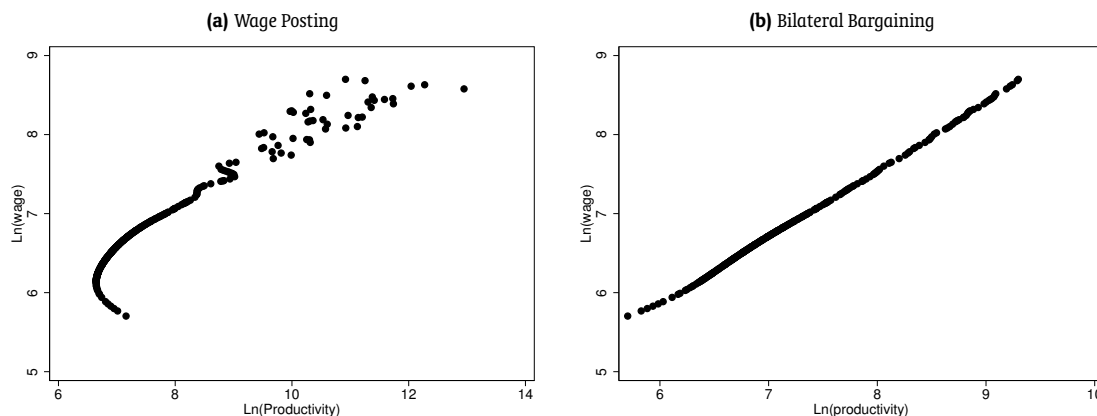 (a) Wage Posting
9
8
7
6
5
Ln(wage)
6 8 10 12 14
Ln(Productivity)
(b) Bilateral Bargaining
9
8
7
6
5
Ln(wage)
6 7 8 9 10
Ln(productivity)